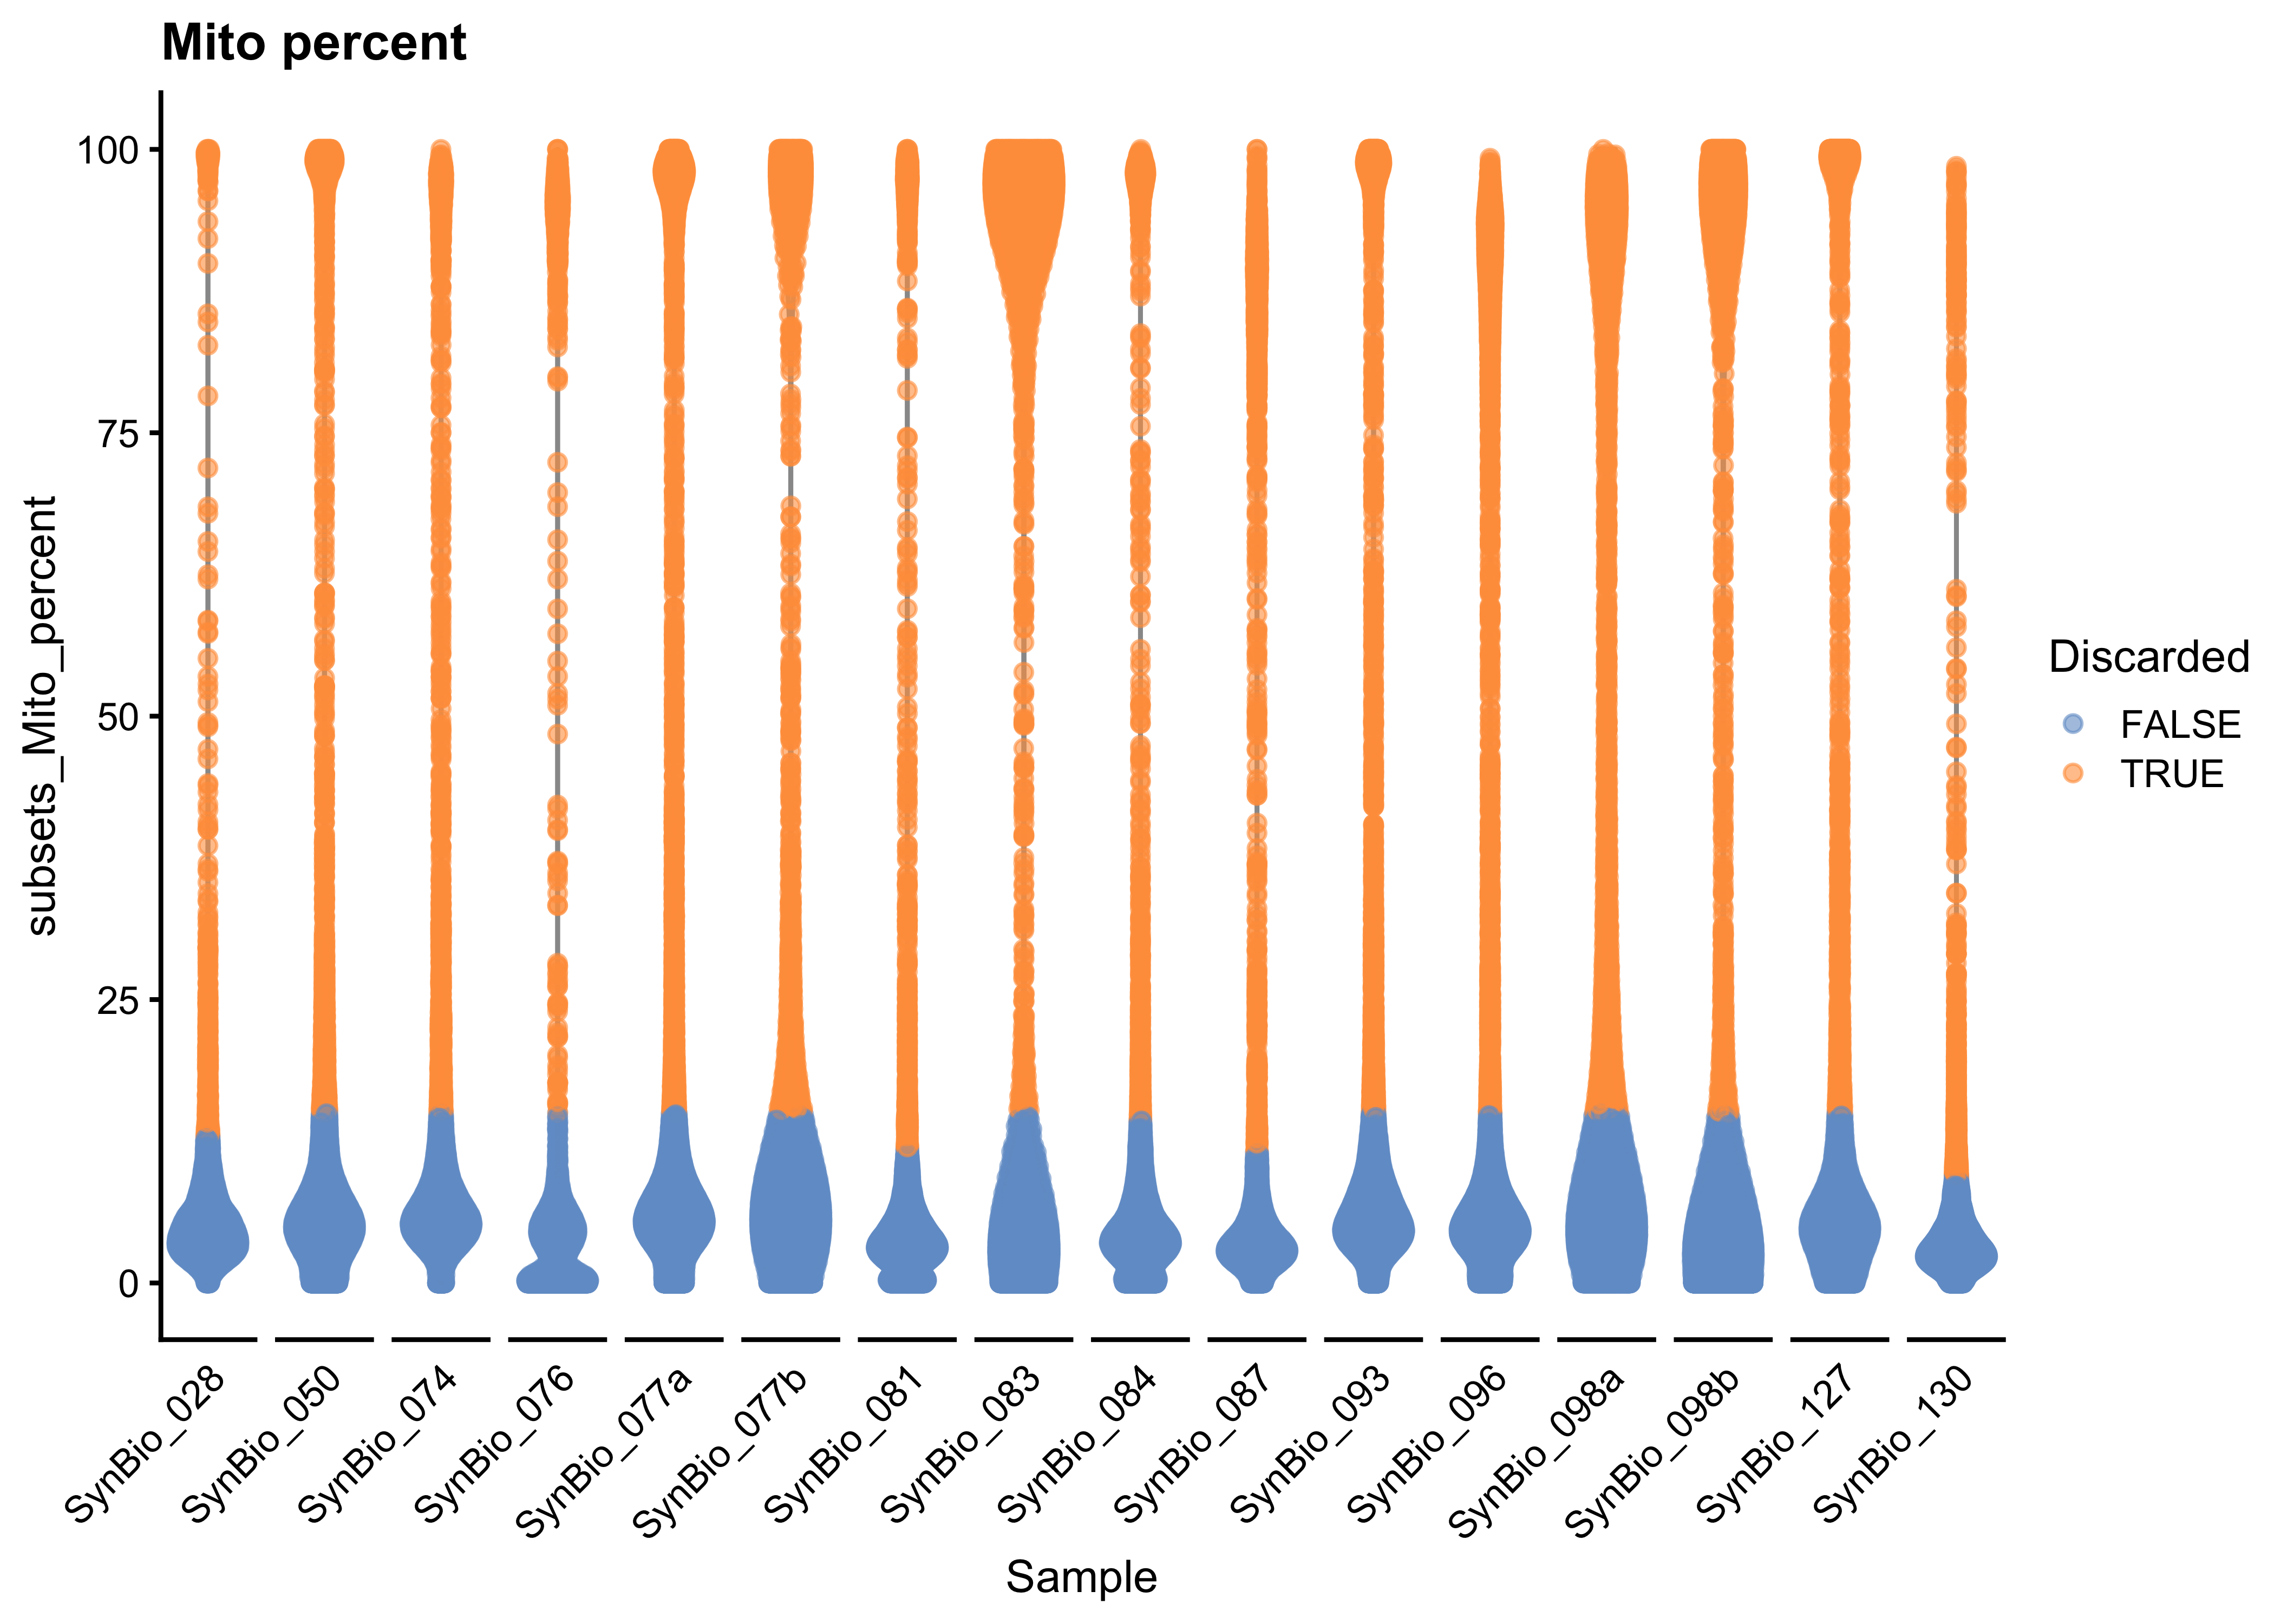 Mito percent
subsets_Mito_percent
100
75
50
25
0
SynBio_028
SynBio_050
SynBio_074
SynBio_076
SynBio_077a
SynBio_077b
SynBio_081
SynBio_083
SynBio_084
SynBio_087
SynBio_093
SynBio_096
SynBio_098a
SynBio_098b
SynBio_127
SynBio_130
Sample
Discarded
FALSE
TRUE